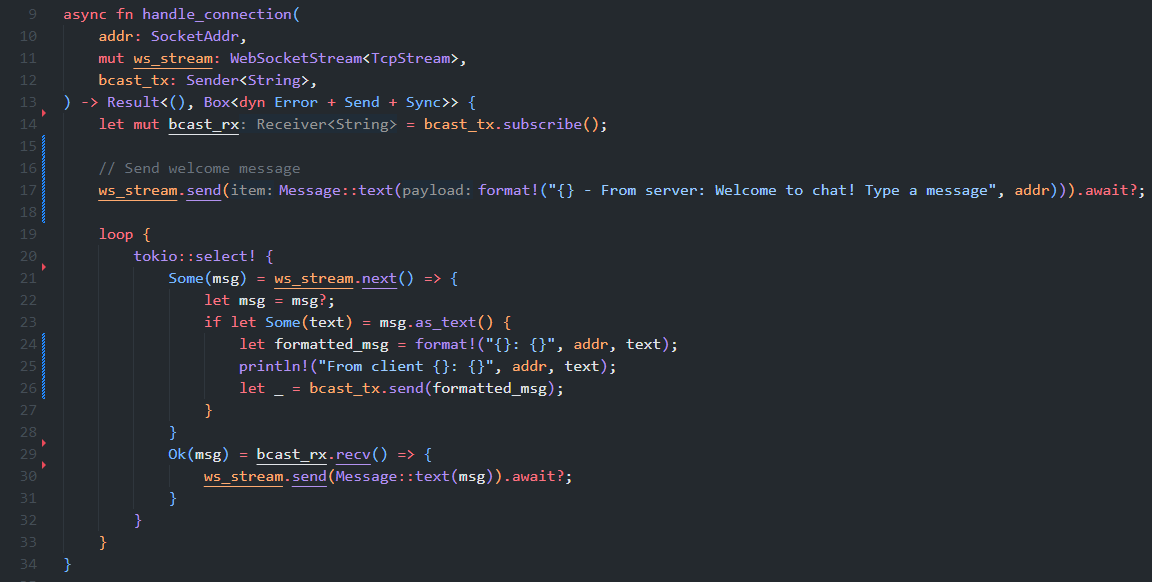 9 async fn handle_connection(
10 addr: SocketAddr,
11 mut ws_stream: WebSocketStream<TcpStream>,
12 bcast_tx: Sender<String>,
13 ) -> Result<(), Box<dyn Error + Send + Sync>> {
14 let mut bcast_rx: Receiver<String> = bcast_tx.subscribe();
15
16 // Send welcome message
17 ws_stream.send(item: Message::text(payload: format!("{} - From server: Welcome to chat! Type a message", addr))).await?;
18
19 loop {
20 tokio::select! {
21 Some(msg) = ws_stream.next() => {
22 let msg = msg?;
23 if let Some(text) = msg.as_text() {
24 let formatted_msg = format!("{}: {}", addr, text);
25 println!("From client {}: {}", addr, text);
26 let _ = bcast_tx.send(formatted_msg);
27 }
28 }
29 Ok(msg) = bcast_rx.recv() => {
30 ws_stream.send(Message::text(msg)).await?;
31 }
32 }
33 }
34 }